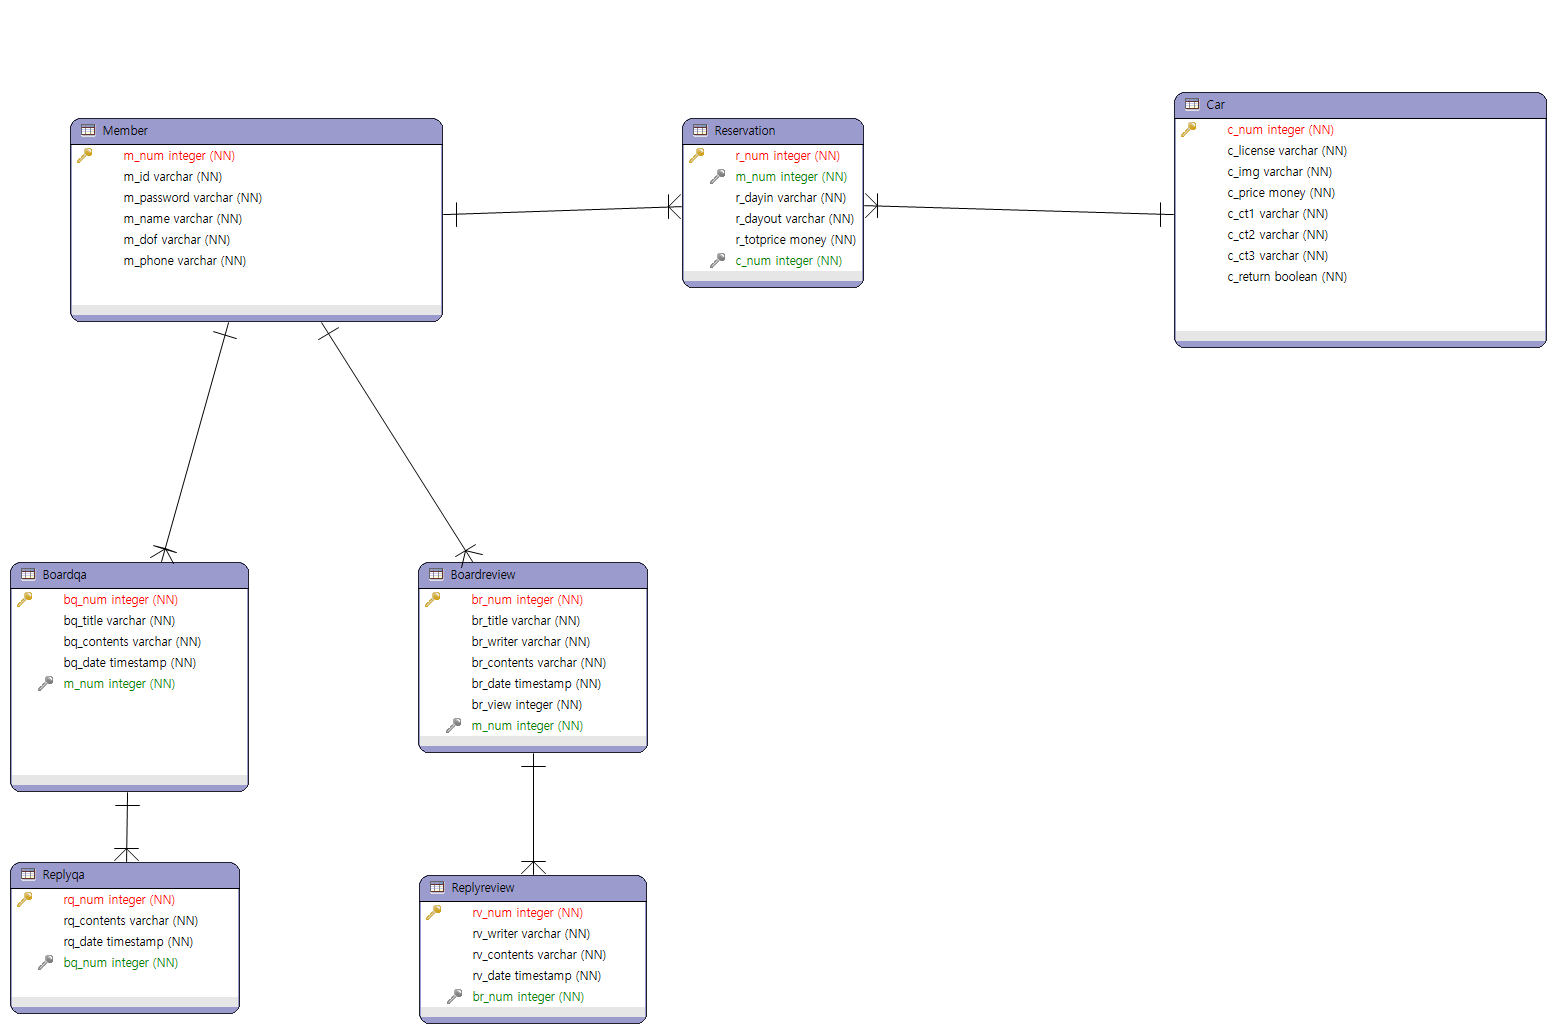 Member
m_num integer (NN)
m_id varchar (NN)
m_password varchar (NN)
m_name varchar (NN)
m_dof varchar (NN)
m_phone varchar (NN)
Reservation
r_num integer (NN)
m_num integer (NN)
r_dayin varchar (NN)
r_dayout varchar (NN)
r_totprice money (NN)
c_num integer (NN)
Car
c_num integer (NN)
c_license varchar (NN)
c_img varchar (NN)
c_price money (NN)
c_ct1 varchar (NN)
c_ct2 varchar (NN)
c_ct3 varchar (NN)
c_return boolean (NN)
Boardqa
bq_num integer (NN)
bq_title varchar (NN)
bq_contents varchar (NN)
bq_date timestamp (NN)
m_num integer (NN)
Boardreview
br_num integer (NN)
br_title varchar (NN)
br_writer varchar (NN)
br_contents varchar (NN)
br_date timestamp (NN)
br_view integer (NN)
m_num integer (NN)
Replyqa
rq_num integer (NN)
rq_contents varchar (NN)
rq_date timestamp (NN)
bq_num integer (NN)
Replyreview
rv_num integer (NN)
rv_writer varchar (NN)
rv_contents varchar (NN)
rv_date timestamp (NN)
br_num integer (NN)